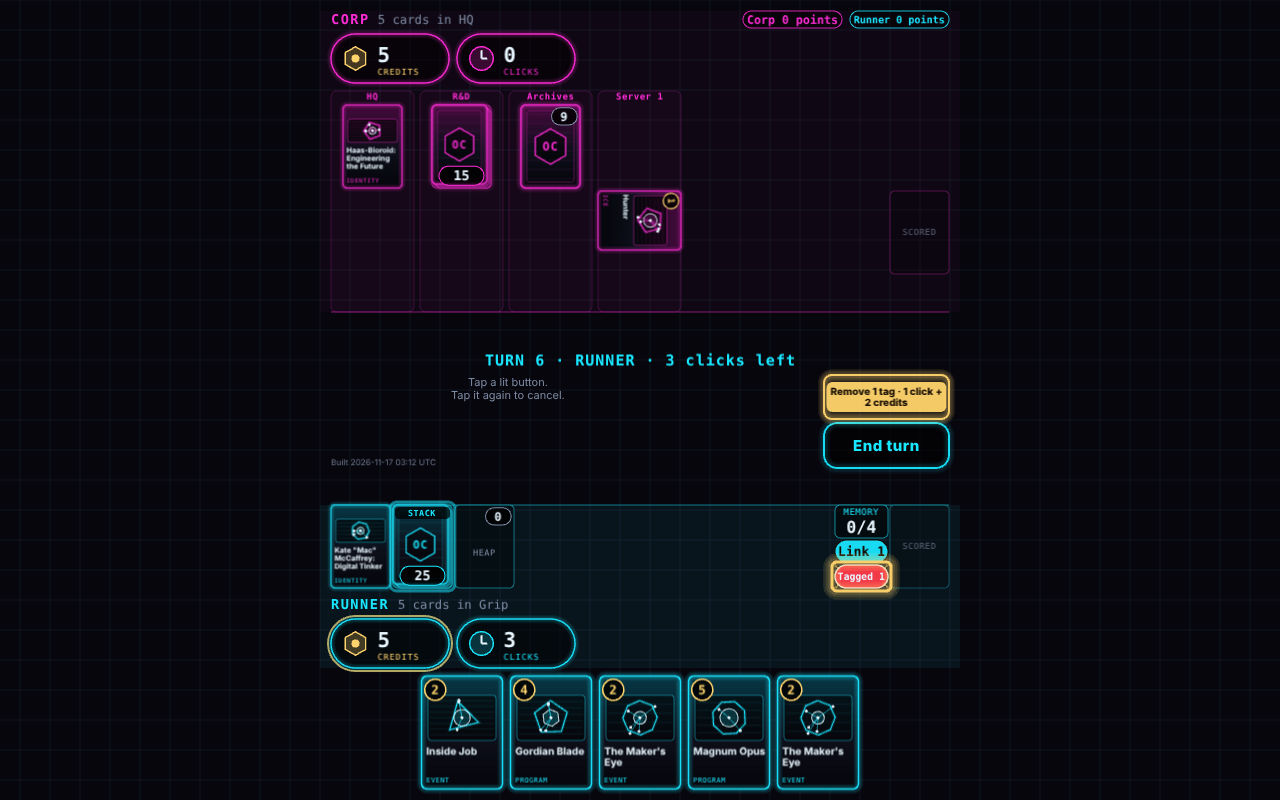 CORP 5 cards in HQ
Corp 0 points
Runner 0 points
5
CREDITS
0
CLICKS
HQ
R&D
Archives
Server 1
Haas-Bioroid:
Engineering
the Future
IDENTITY
OC
15
9
OC
ICE
Hunter
1
SCORED
TURN 6 · RUNNER · 3 clicks left
Tap a lit button.
Tap it again to cancel.
Remove 1 tag · 1 click +
2 credits
End turn
Built 2026-11-17 03:12 UTC
Kate "Mac"
McCaffrey:
Digital Tinker
IDENTITY
STACK
OC
25
0
HEAP
MEMORY
0/4
Link 1
Tagged 1
SCORED
RUNNER 5 cards in Grip
5
CREDITS
3
CLICKS
2
Inside Job
EVENT
4
Gordian Blade
PROGRAM
2
The Maker's
Eye
EVENT
5
Magnum Opus
PROGRAM
2
The Maker's
Eye
EVENT